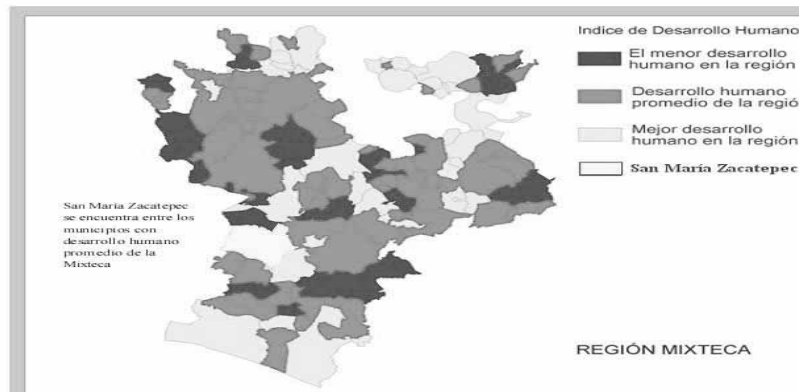 Indice de Desarrollo Humano
El menor desarrollo
humano en la región
Desarrollo humano
promedio de la regió
Mejor desarrollo
humano en la región
San María Zacatepec
San María Zacatepec
se encuentra entre los
municipios con
desarrollo humano
promedio de la
Mixteca
REGIÓN MIXTECA